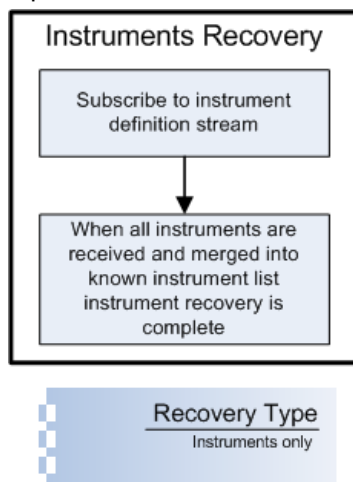 Instruments Recovery
Subscribe to instrument
definition stream
When all instruments are
received and merged into
known instrument list
instrument recovery is
complete
Recovery Type
Instruments only